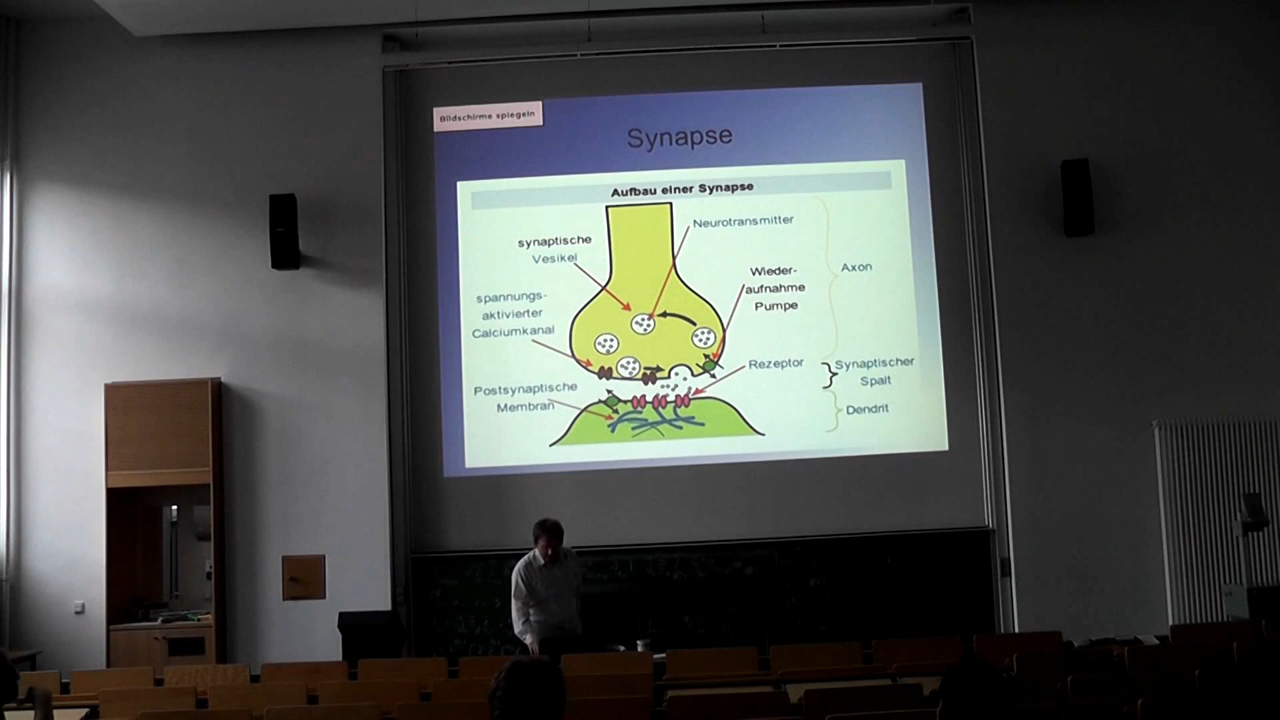 Bildschirme spiegeln
Synapse
Aufbau einer Synapse
synaptische
Vesikel
Neurotransmitter
Wieder-
aufnahme
Pumpe
Axon
spannungs-
aktivierter
Calciumkanal
Rezeptor
Synaptischer
Spalt
Postsynaptische
Membran
Dendrit